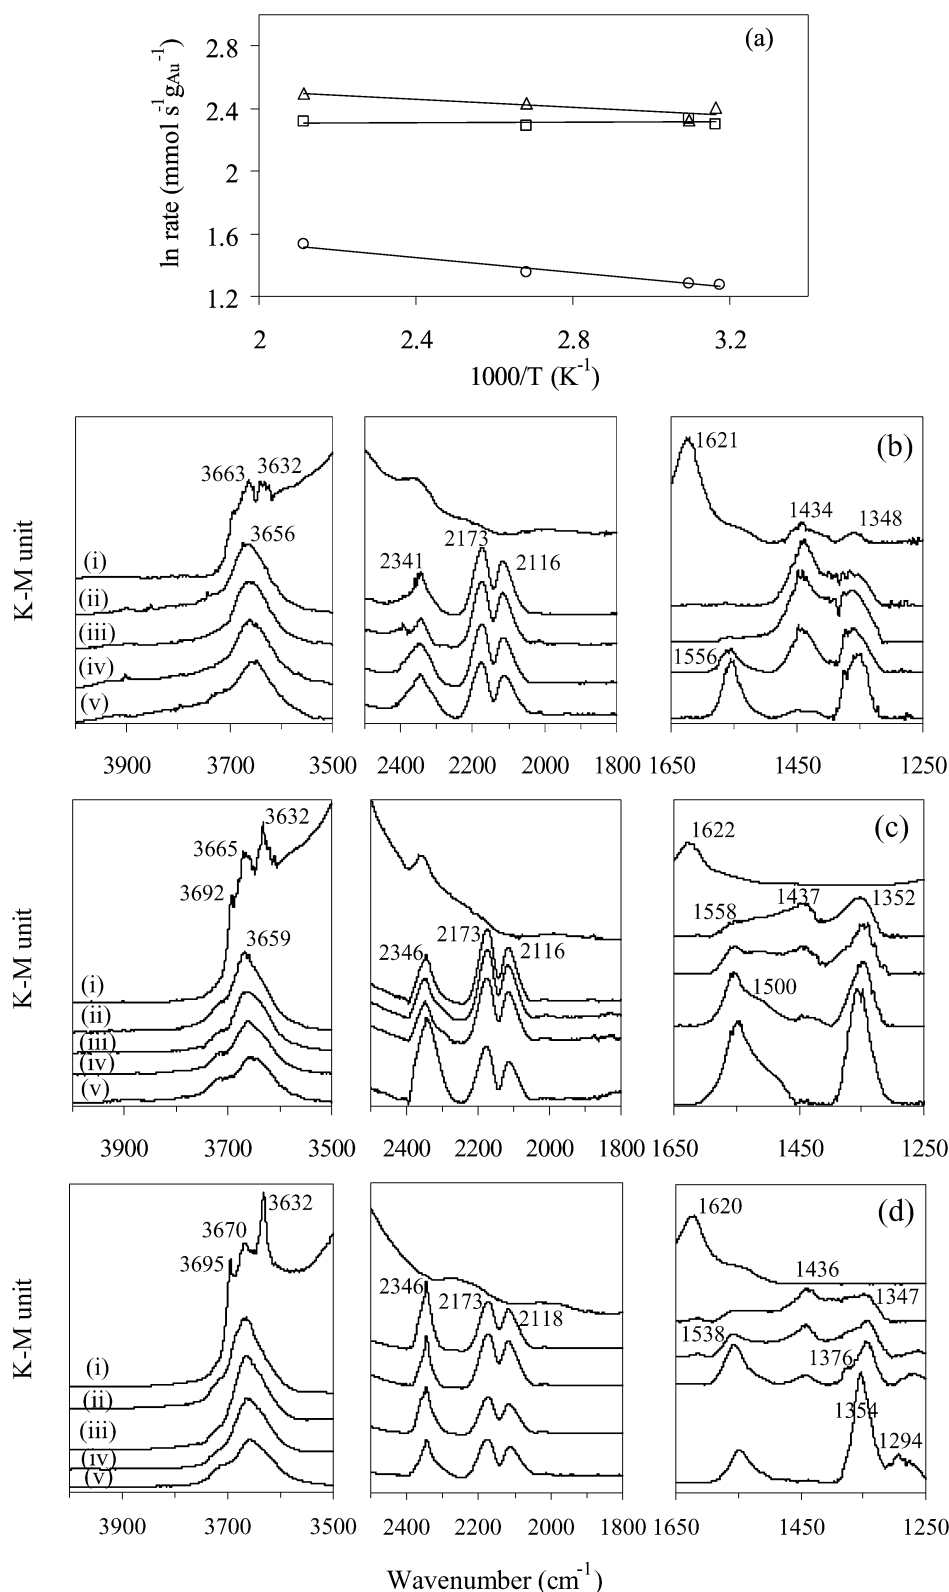 (a)
2.8
2.4
2
1.6
1.2
ln rate (mmol s⁻¹gAu⁻¹)
2 2.4 2.8 3.2
1000/T (K⁻¹)
(b)
K-M unit
3663 3632
3656
(i)
(ii)
(iii)
(iv)
(v)
2341 2173 2116
1621
1434 1348
1556
3900 3700 3500
2400 2200 2000 1800
1650 1450 1250
(c)
K-M unit
3632
3665
3692
3659
(i)
(ii)
(iii)
(iv)
(v)
2346 2173 2116
1622
1558 1437 1352
1500
3900 3700 3500
2400 2200 2000 1800
1650 1450 1250
(d)
K-M unit
3632
3670
3695
(i)
(ii)
(iii)
(iv)
(v)
2346 2173 2118
1620
1436
1347
1538
1376
1354
1294
3900 3700 3500
2400 2200 2000 1800
1650 1450 1250
Wavenumber (cm⁻¹)